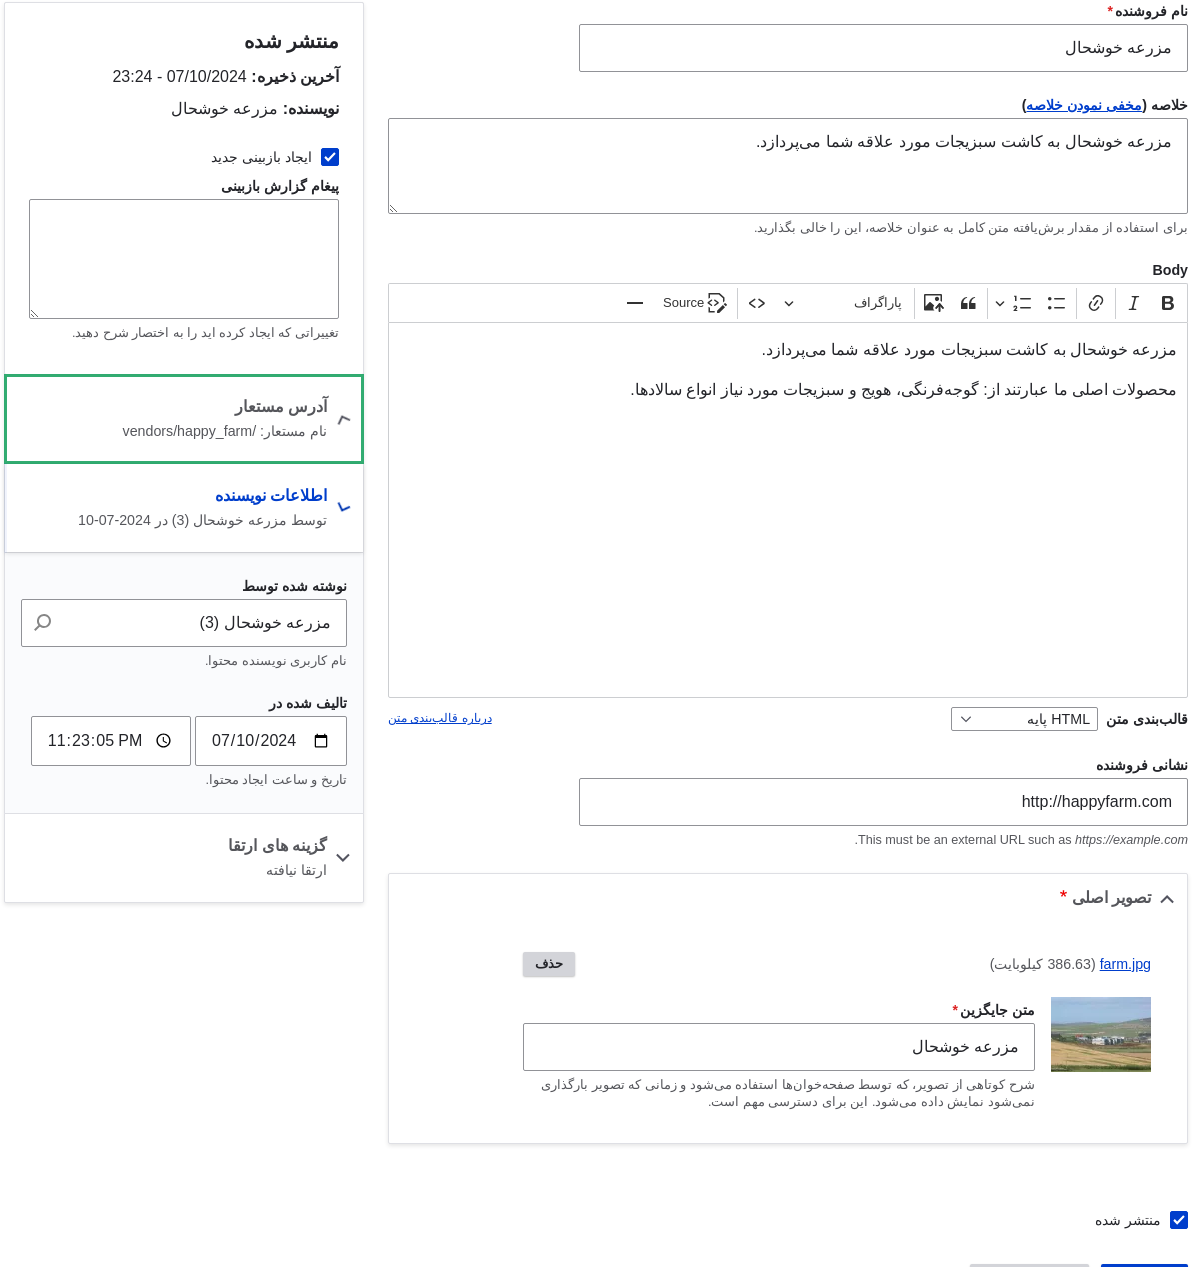 نام فروشنده*
مزرعه خوشحال
خلاصه (مخفی نمودن خلاصه)
مزرعه خوشحال به کاشت سبزیجات مورد علاقه شما می‌پردازد.
برای استفاده از مقدار برش‌یافته متن کامل به عنوان خلاصه، این را خالی بگذارید.
Body
B I پاراگراف Source
مزرعه خوشحال به کاشت سبزیجات مورد علاقه شما می‌پردازد.
محصولات اصلی ما عبارتند از: گوجه‌فرنگی، هویج و سبزیجات مورد نیاز انواع سالادها.
قالب‌بندی متن HTML پایه درباره قالب‌بندی متن
نشانی فروشنده
http://happyfarm.com
.This must be an external URL such as https://example.com
تصویر اصلی *
farm.jpg (386.63 کیلوبایت) حذف
متن جایگزین*
مزرعه خوشحال
شرح کوتاهی از تصویر، که توسط صفحه‌خوان‌ها استفاده می‌شود و زمانی که تصویر بارگذاری
نمی‌شود نمایش داده می‌شود. این برای دسترسی مهم است.
منتشر شده
منتشر شده
آخرین ذخیره: 07/10/2024 - 23:24
نویسنده: مزرعه خوشحال
ایجاد بازبینی جدید
پیغام گزارش بازبینی
تغییراتی که ایجاد کرده اید را به اختصار شرح دهید.
آدرس مستعار
نام مستعار: /vendors/happy_farm
اطلاعات نویسنده
توسط مزرعه خوشحال (3) در 2024-07-10
نوشته شده توسط
مزرعه خوشحال (3)
نام کاربری نویسنده محتوا.
تالیف شده در
07/10/2024 11:23:05 PM
تاریخ و ساعت ایجاد محتوا.
گزینه های ارتقا
ارتقا نیافته